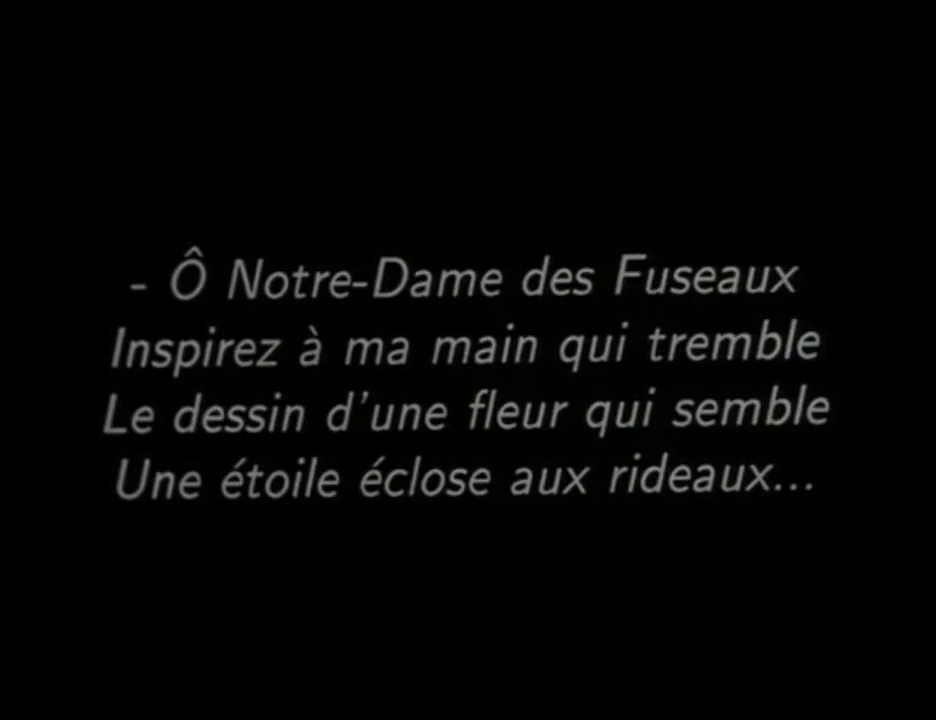 - Ô Notre-Dame des Fuseaux
Inspirez à ma main qui tremble
Le dessin d'une fleur qui semble
Une étoile éclose aux rideaux...